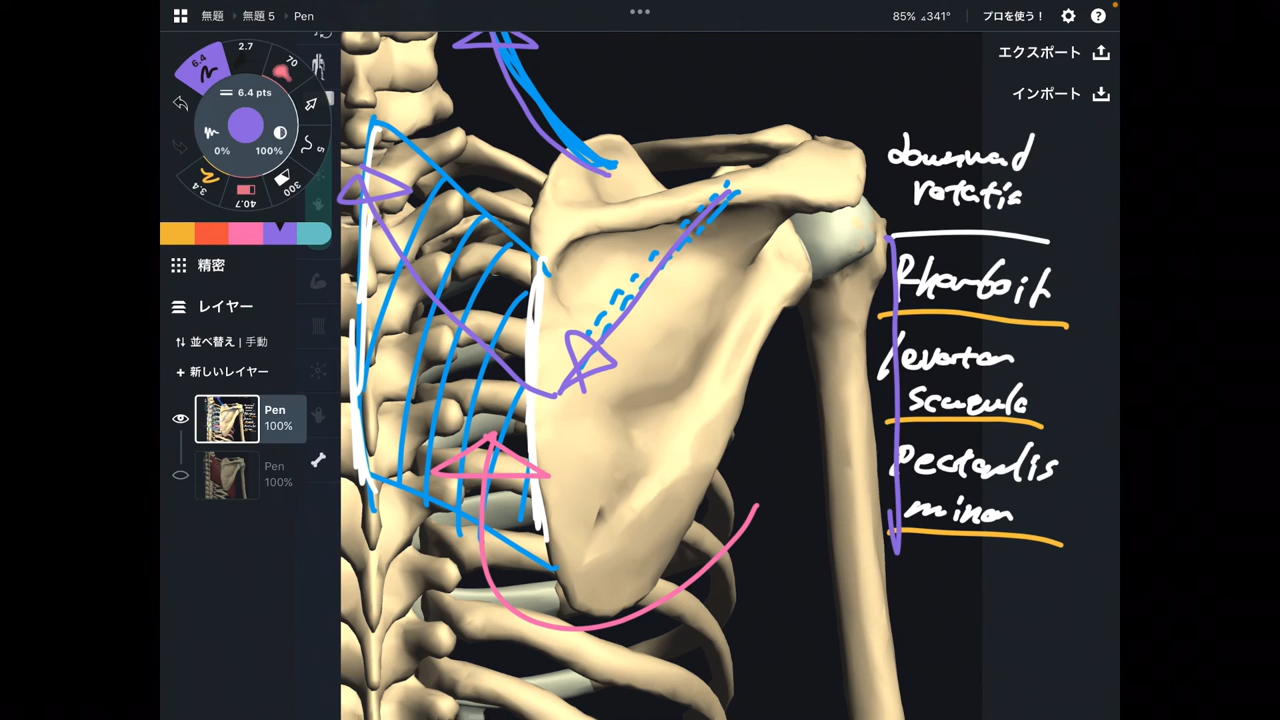 無題 無題 5 Pen
85% ⊿341° プロを使う!
エクスポート
インポート
2.7
6.4
70
6.4 pts
5
0% 100%
3.4
40.7
300
精密
レイヤー
並べ替え | 手動
+ 新しいレイヤー
Pen
100%
Pen
100%
downward
rotatio
Rhomboid
levator
scapula
pectorlis
minor